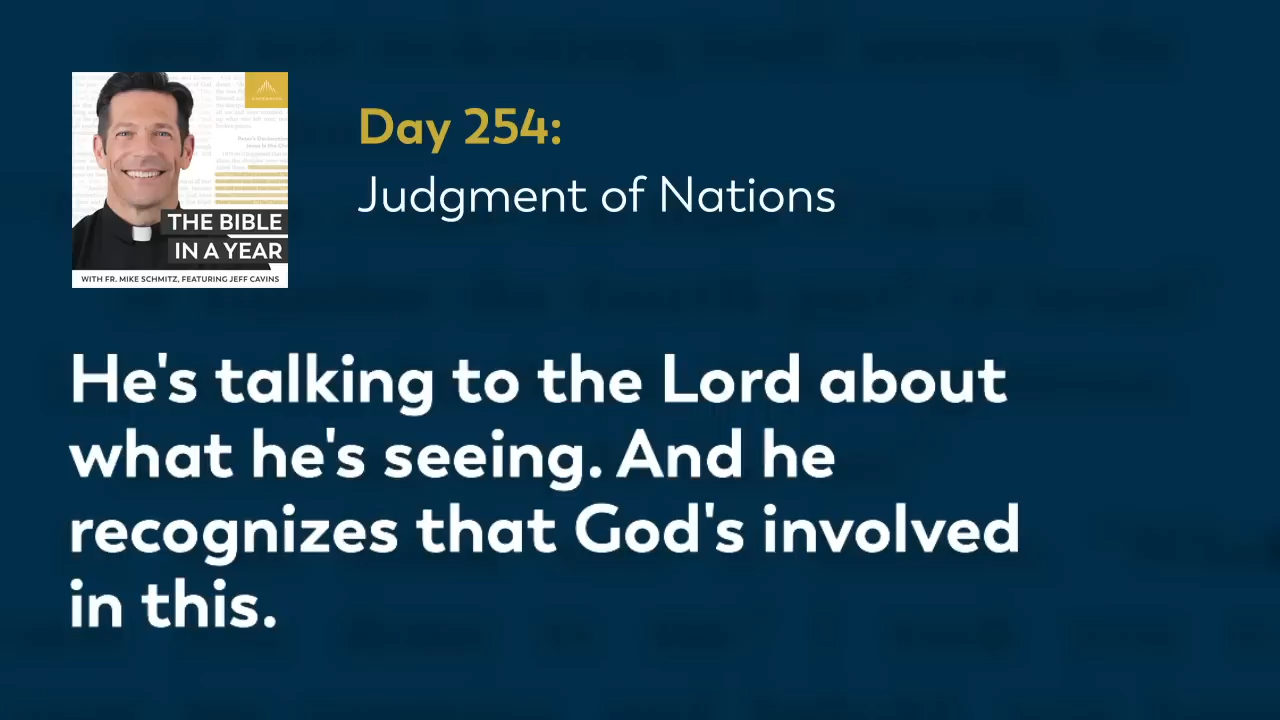 Day 254:
Judgment of Nations
THE BIBLE
IN A YEAR
WITH FR. MIKE SCHMITZ, FEATURING JEFF CAVINS
He's talking to the Lord about
what he's seeing. And he
recognizes that God's involved
in this.